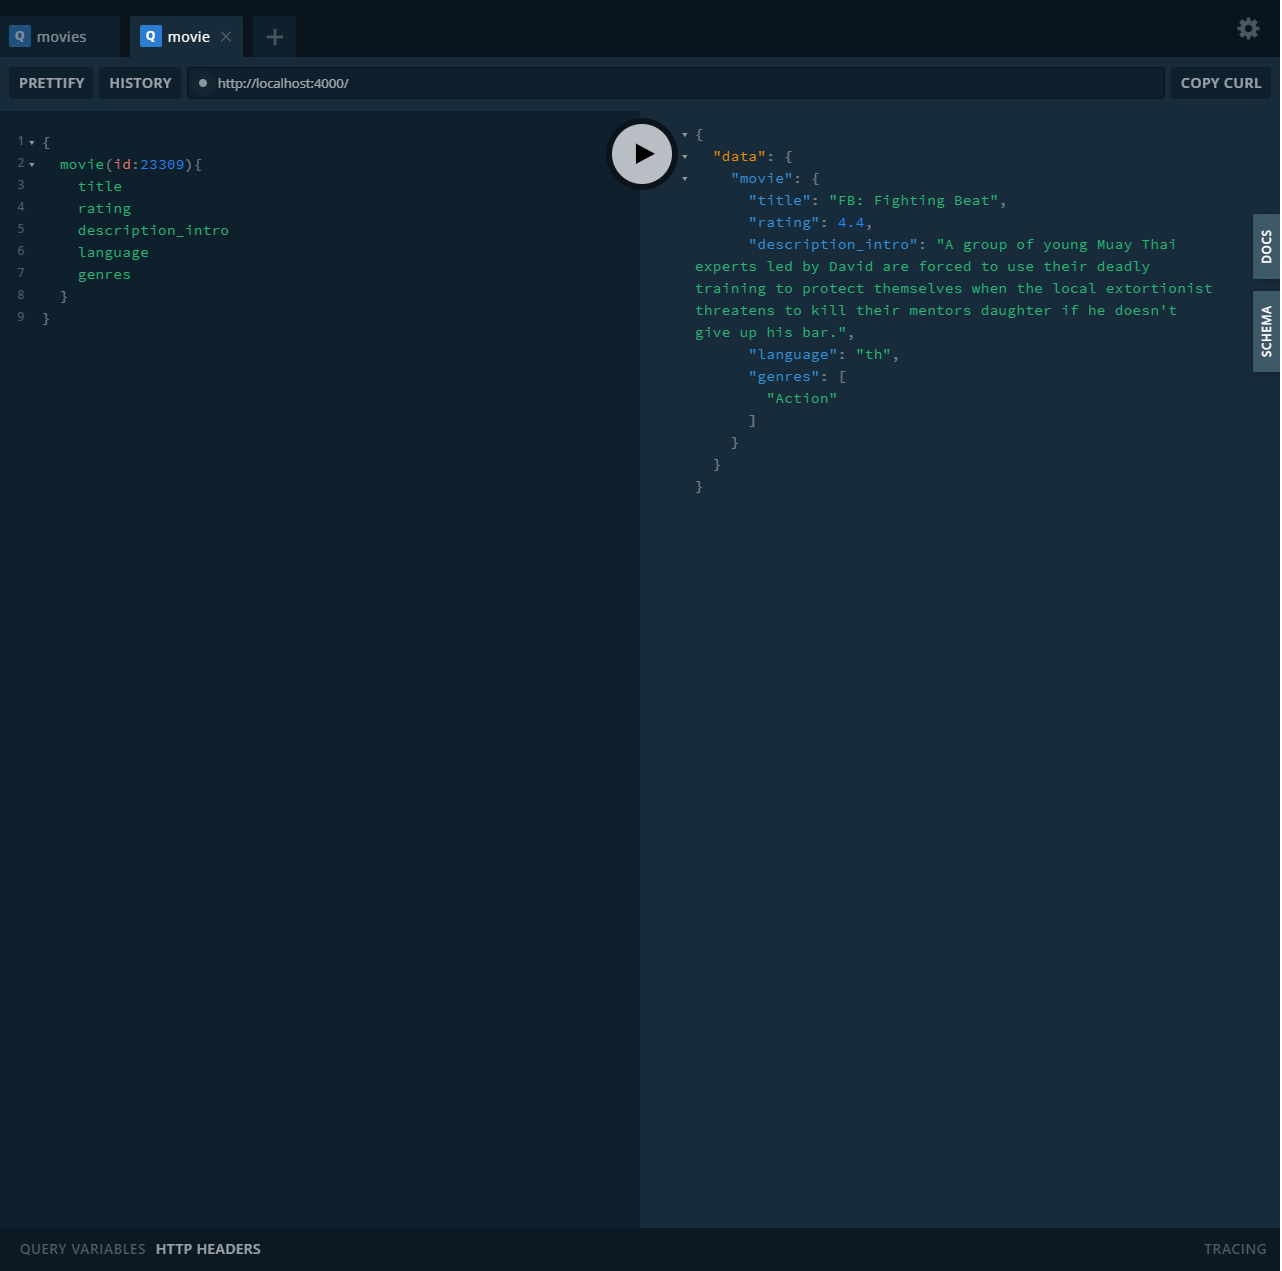 Q movies Q movie
PRETTIFY HISTORY http://localhost:4000/ COPY CURL
1 {
2 movie(id:23309){
3 title
4 rating
5 description_intro
6 language
7 genres
8 }
9 }
{
"data": {
"movie": {
"title": "FB: Fighting Beat",
"rating": 4.4,
"description_intro": "A group of young Muay Thai
experts led by David are forced to use their deadly
training to protect themselves when the local extortionist
threatens to kill their mentors daughter if he doesn't
give up his bar.",
"language": "th",
"genres": [
"Action"
]
}
}
}
DOCS
SCHEMA
QUERY VARIABLES HTTP HEADERS TRACING